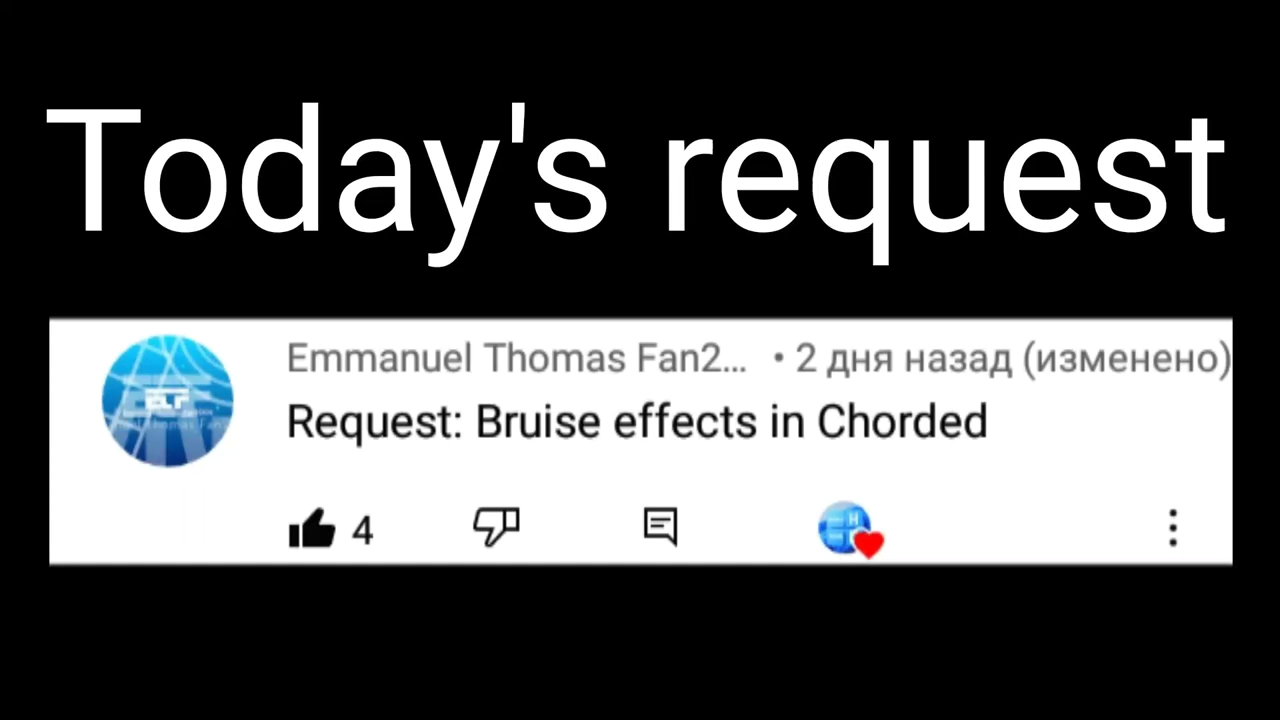 Today's request
Emmanuel Thomas Fan2... • 2 дня назад (изменено)
Request: Bruise effects in Chorded
4